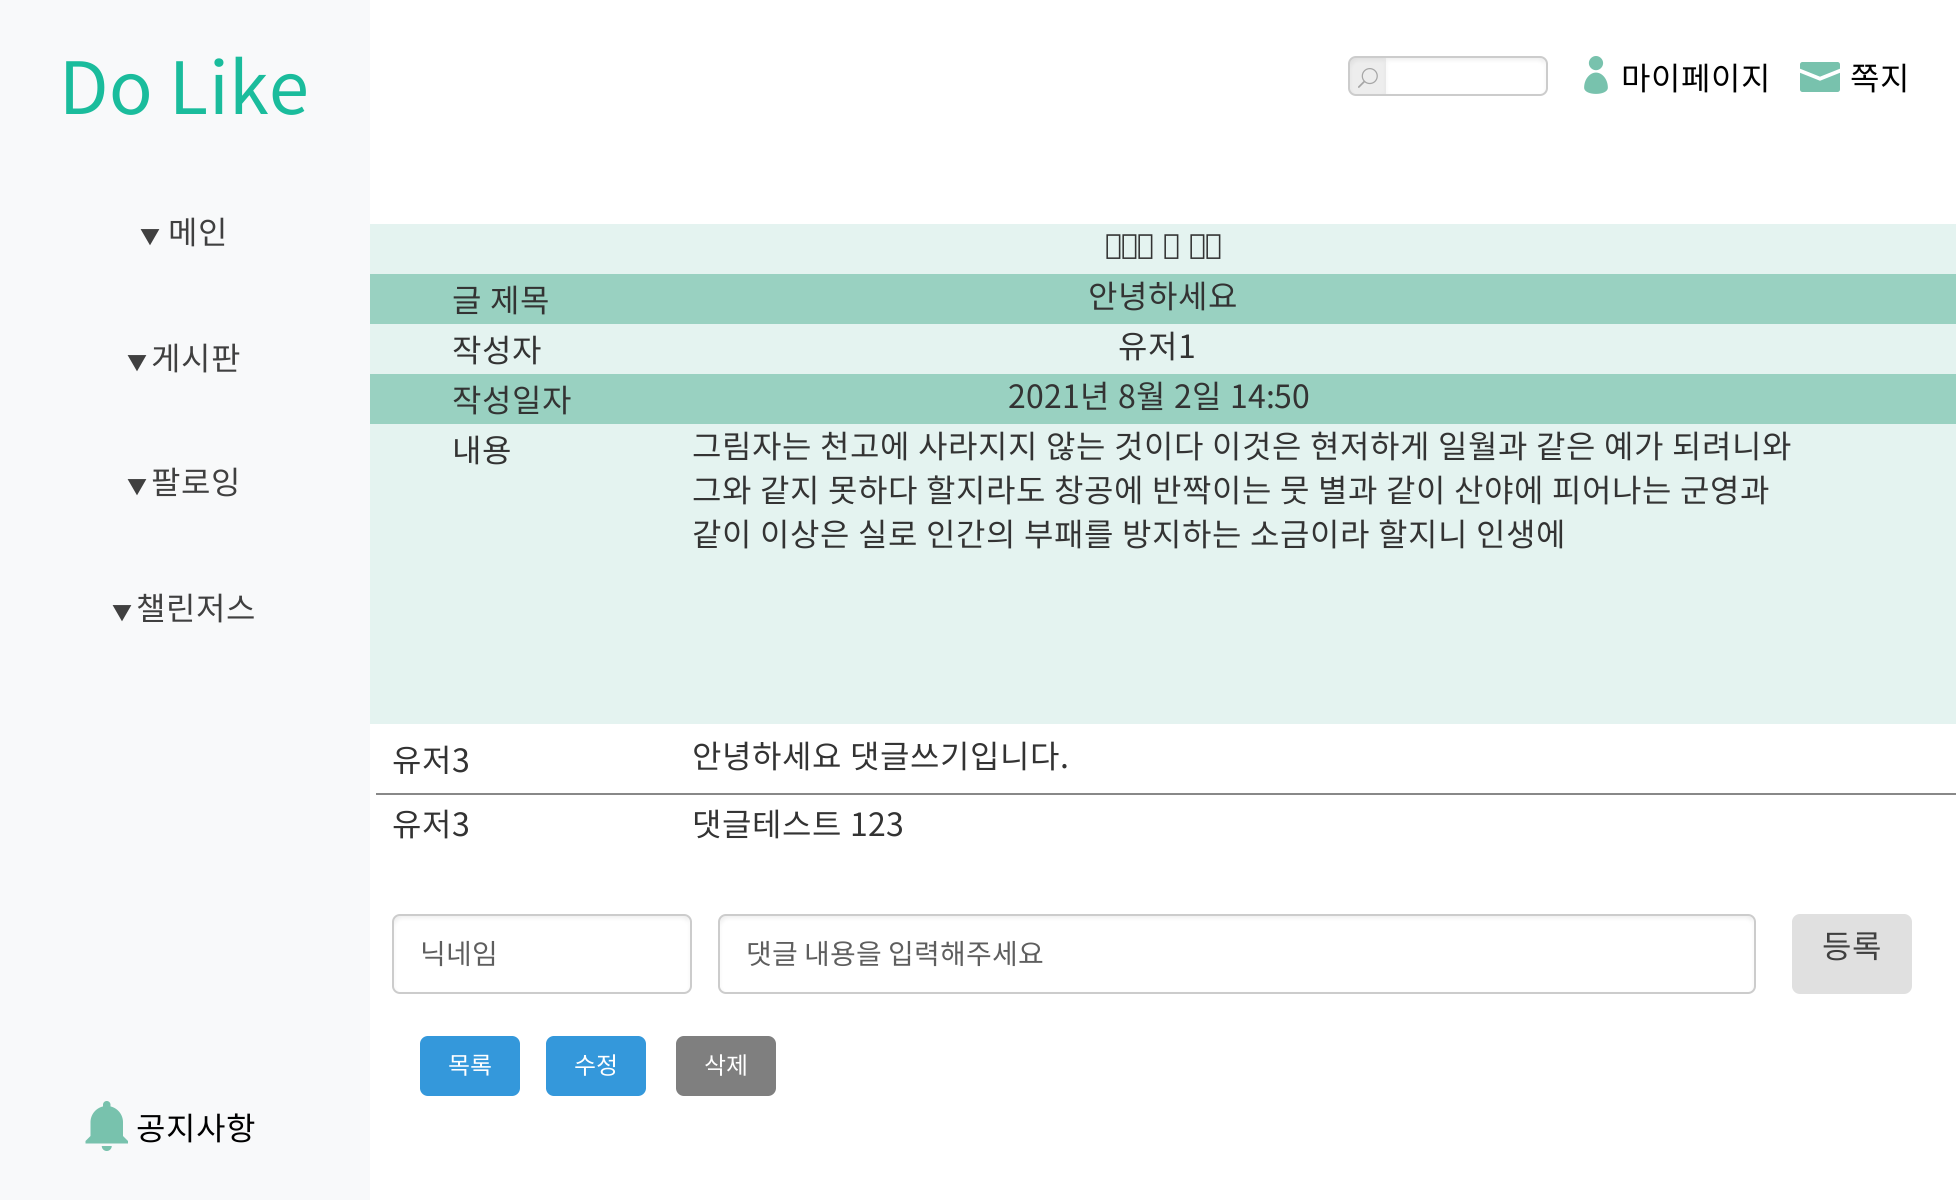 Do Like
마이페이지
쪽지
▼ 메인
▼게시판
▼팔로잉
▼챌린저스
공지사항
글 제목 안녕하세요
작성자 유저1
작성일자 2021년 8월 2일 14:50
내용 그림자는 천고에 사라지지 않는 것이다 이것은 현저하게 일월과 같은 예가 되려니와
그와 같지 못하다 할지라도 창공에 반짝이는 뭇 별과 같이 산야에 피어나는 군영과
같이 이상은 실로 인간의 부패를 방지하는 소금이라 할지니 인생에
유저3 안녕하세요 댓글쓰기입니다.
유저3 댓글테스트 123
닉네임 댓글 내용을 입력해주세요 등록
목록 수정 삭제